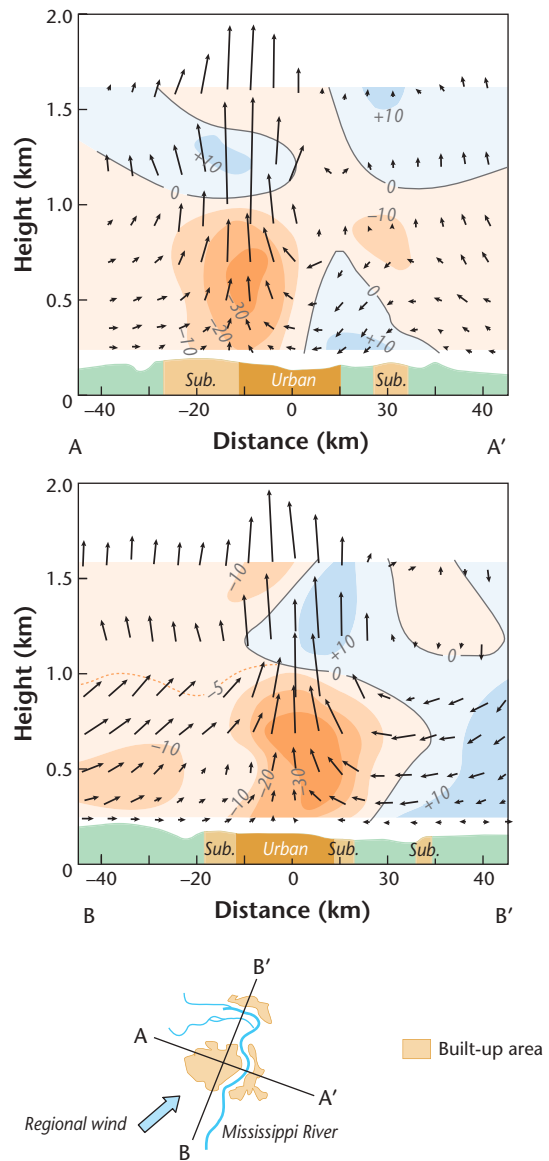 2.0
1.5
1.0
0.5
0
Height (km)
+10
+10
0
0
−10
−30
0
−20
−10
+10
Sub.
Urban
Sub.
−40
−20
0
30
40
A
Distance (km)
A′
2.0
1.5
1.0
0.5
0
Height (km)
−10
+10
0
0
−5
−10
−20
−10
−30
+10
Sub.
Urban
Sub.
Sub.
−40
−20
0
20
40
B
Distance (km)
B′
B′
A
Built-up area
A′
Regional wind
Mississippi River
B